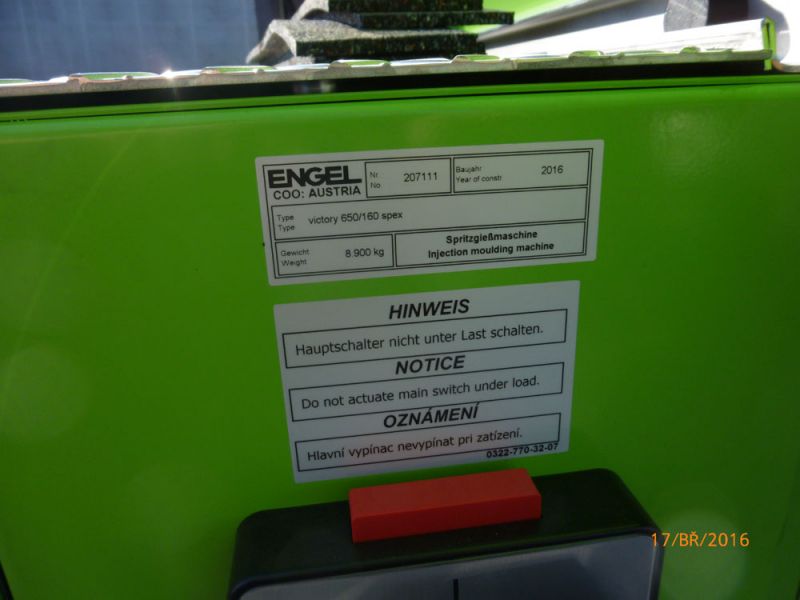 ENGEL
COO: AUSTRIA
Nr
No
207111
Baujahr
Year of constr
2016
Type
Type
victory 650/160 spex
Gewicht
Weight
8.900 kg
Spritzgießmaschine
Injection moulding machine
HINWEIS
Hauptschalter nicht unter Last schalten.
NOTICE
Do not actuate main switch under load.
OZNÁMENÍ
Hlavní vypínac nevypínat pri zatízení.
0322-770-32-07
17/BŘ/2016